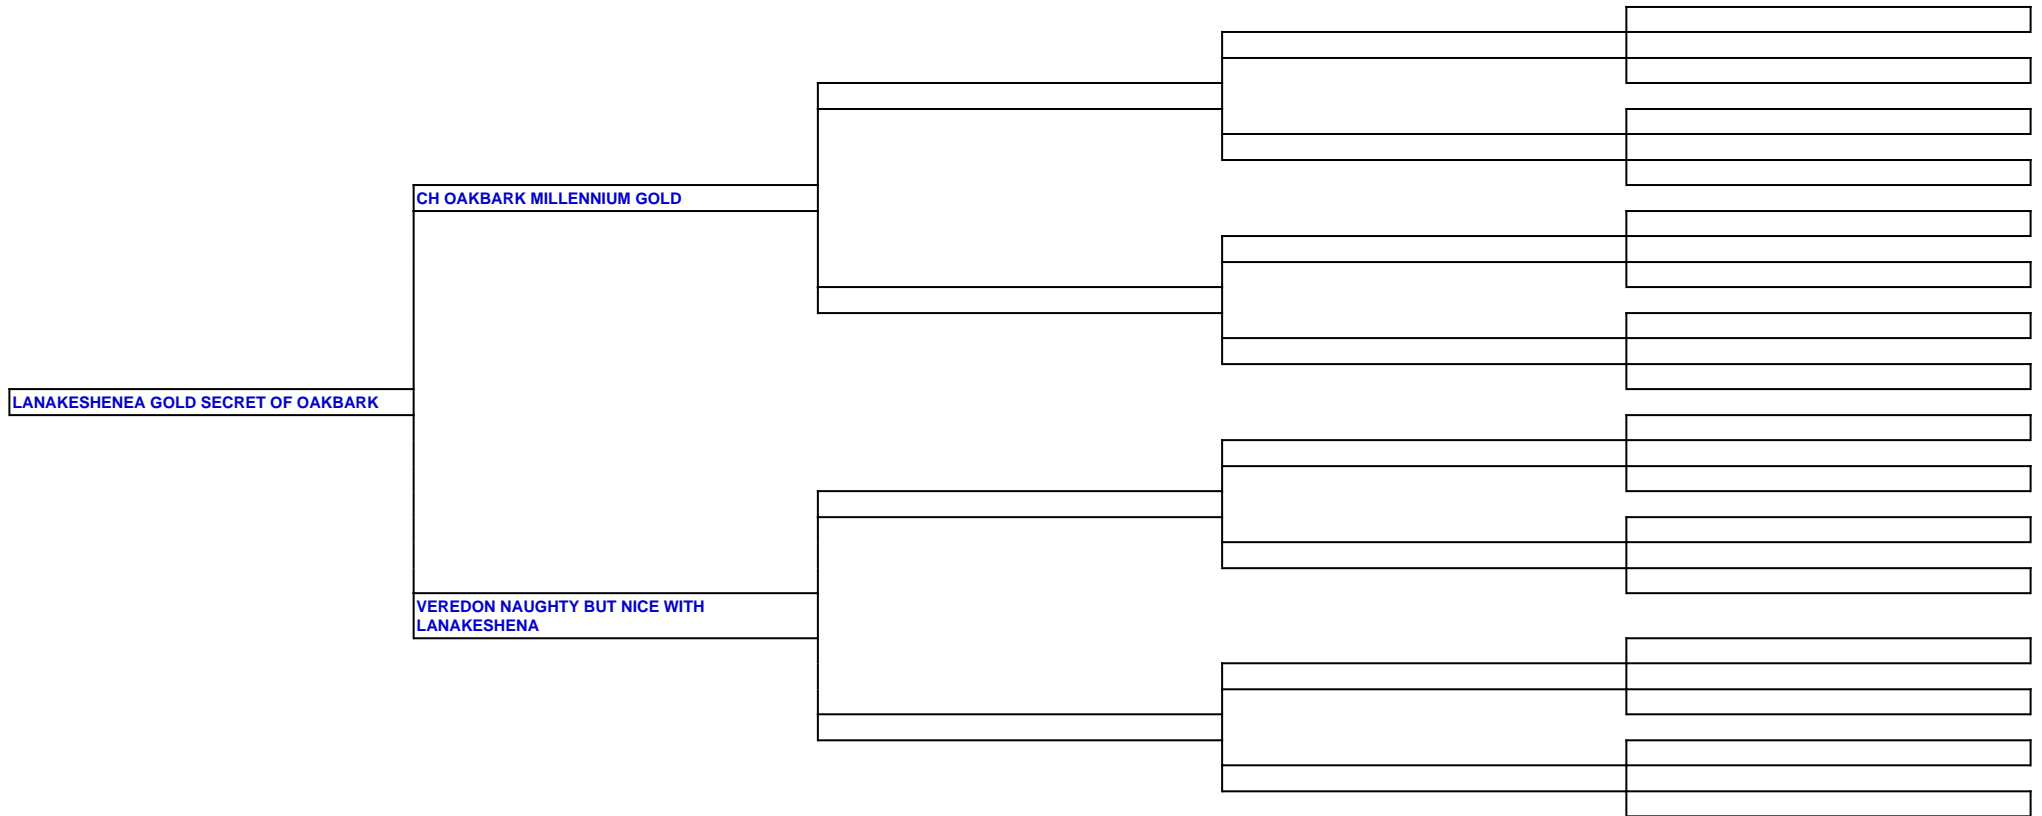 CH OAKBARK MILLENNIUM GOLD
LANAKESHENEA GOLD SECRET OF OAKBARK
VEREDON NAUGHTY BUT NICE WITH
LANAKESHENA